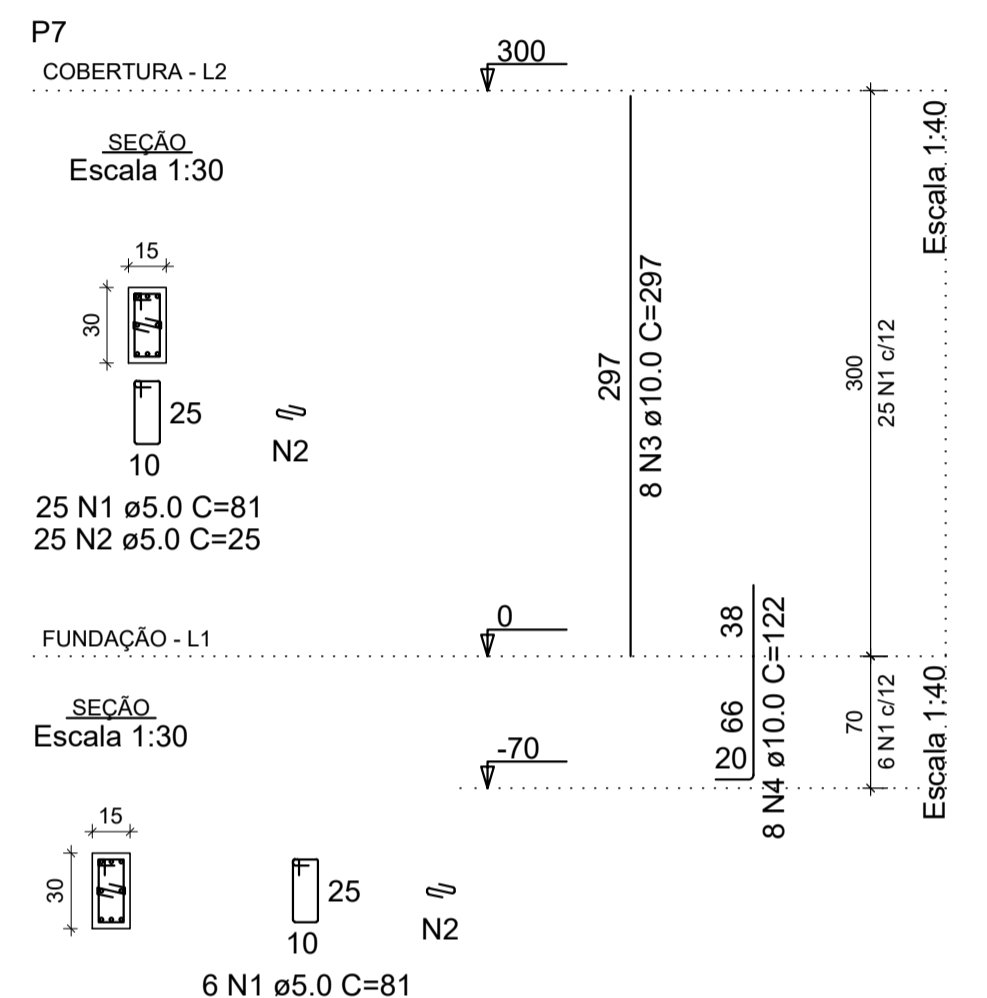 P7
COBERTURA - L2
300
SEÇÃO
Escala 1:30
Escala 1:40
15
30
25
10
N2
25 N1 ø5.0 C=81
25 N2 ø5.0 C=25
297
8 N3 ø10.0 C=297
300
25 N1 c/12
FUNDAÇÃO - L1
0
38
66
20
8 N4 ø10.0 C=122
70
6 N1 c/12
Escala 1:40
SEÇÃO
Escala 1:30
-70
15
30
25
10
N2
6 N1 ø5.0 C=81